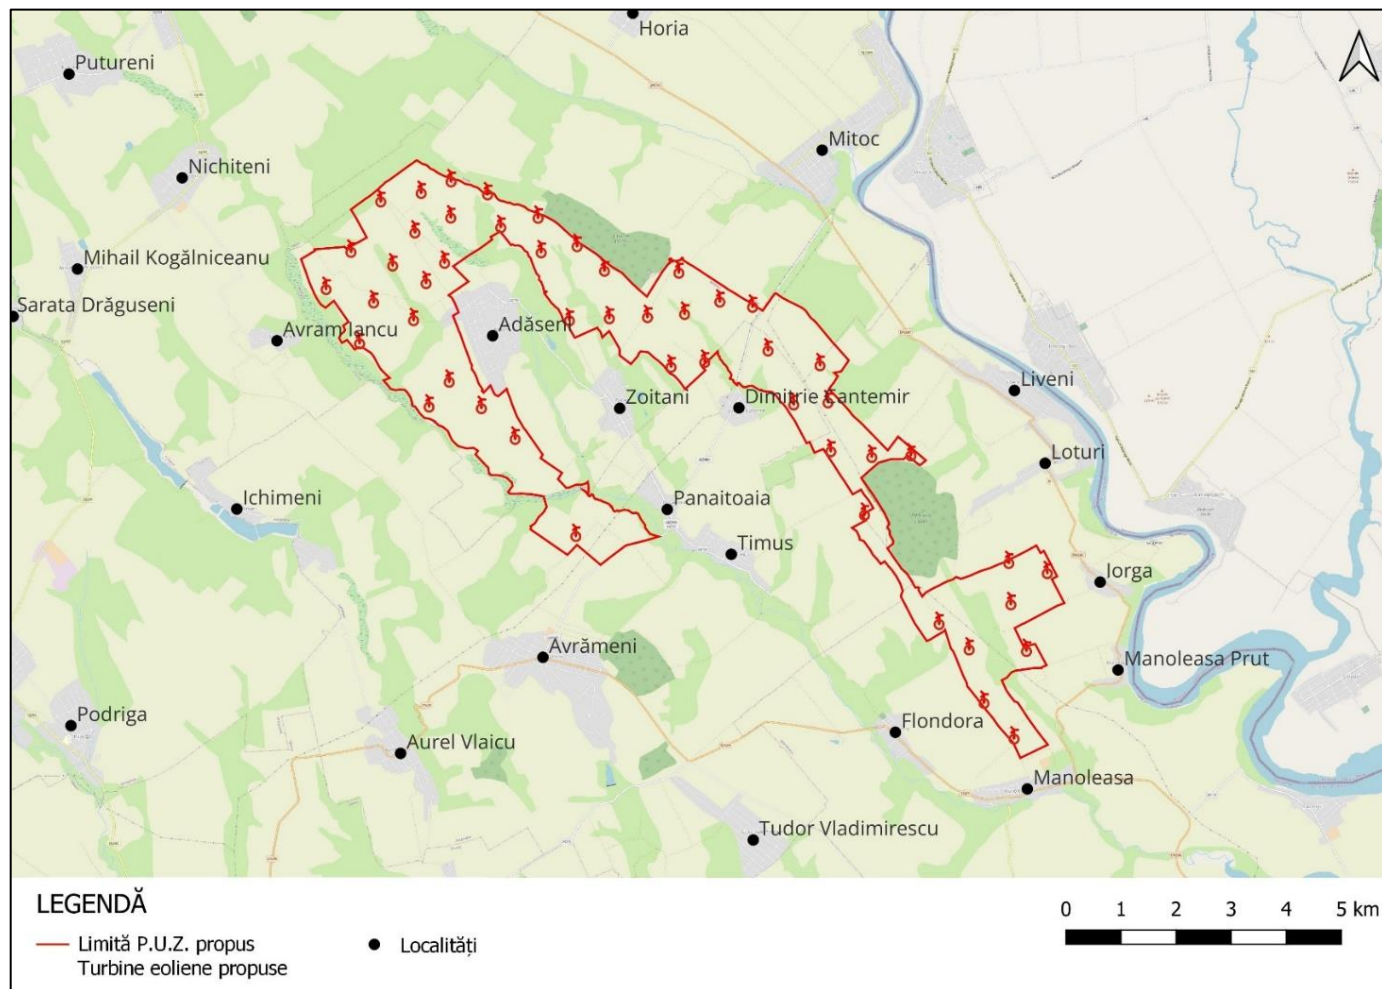 Horia
Putureni
Mitoc
Nichiteni
Mihail Kogălniceanu
Sarata Drăguseni
Avram Iancu
Adăseni
Liveni
Zoitani
Dimitrie Cantemir
Loturi
Ichimeni
Panaitoaia
Timus
Iorga
Avrămeni
Manoleasa Prut
Podriga
Flondora
Aurel Vlaicu
Manoleasa
Tudor Vladimirescu
LEGENDĂ
Limită P.U.Z. propus
Localități
Turbine eoliene propuse
0 1 2 3 4 5 km